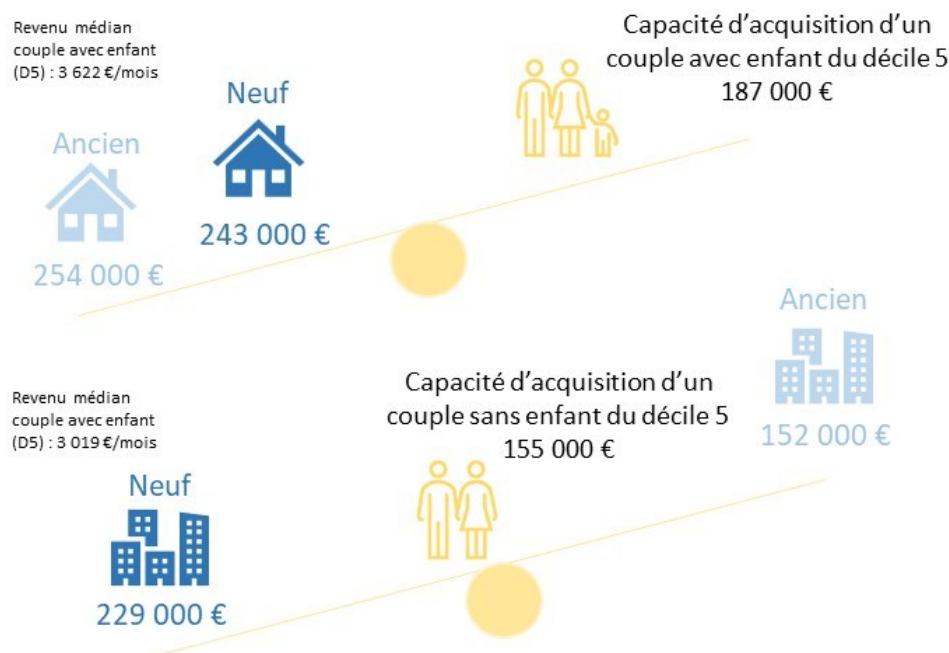 Revenu médian
couple avec enfant
(D5) : 3 622 €/mois
Capacité d’acquisition d’un
couple avec enfant du décile 5
187 000 €
Neuf
243 000 €
Ancien
254 000 €
Revenu médian
couple avec enfant
(D5) : 3 019 €/mois
Capacité d’acquisition d’un
couple sans enfant du décile 5
155 000 €
Ancien
152 000 €
Neuf
229 000 €